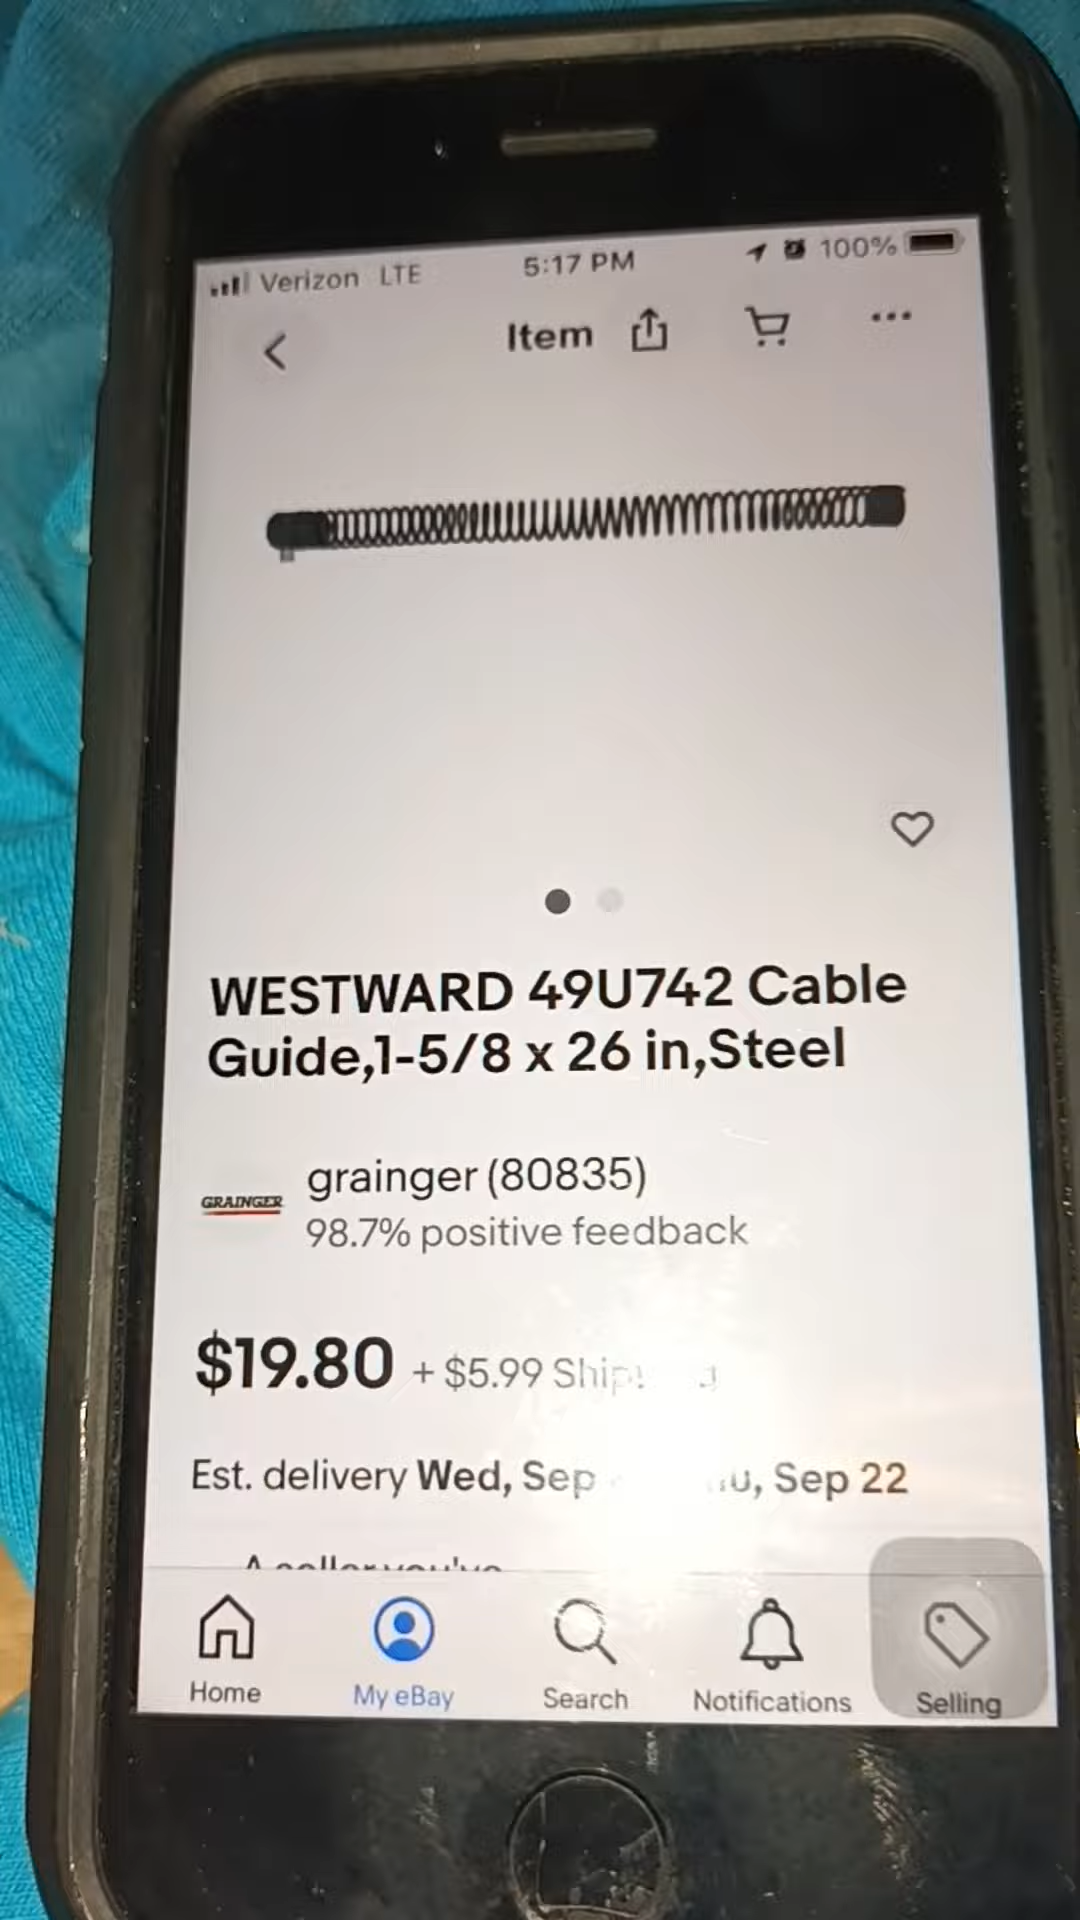 Verizon LTE 5:17 PM 100%
Item
WESTWARD 49U742 Cable
Guide,1-5/8 x 26 in,Steel
GRAINGER
grainger (80835)
98.7% positive feedback
$19.80 + $5.99
Est. delivery Wed, Sep Sep 22
Home My eBay Search Notifications Selling